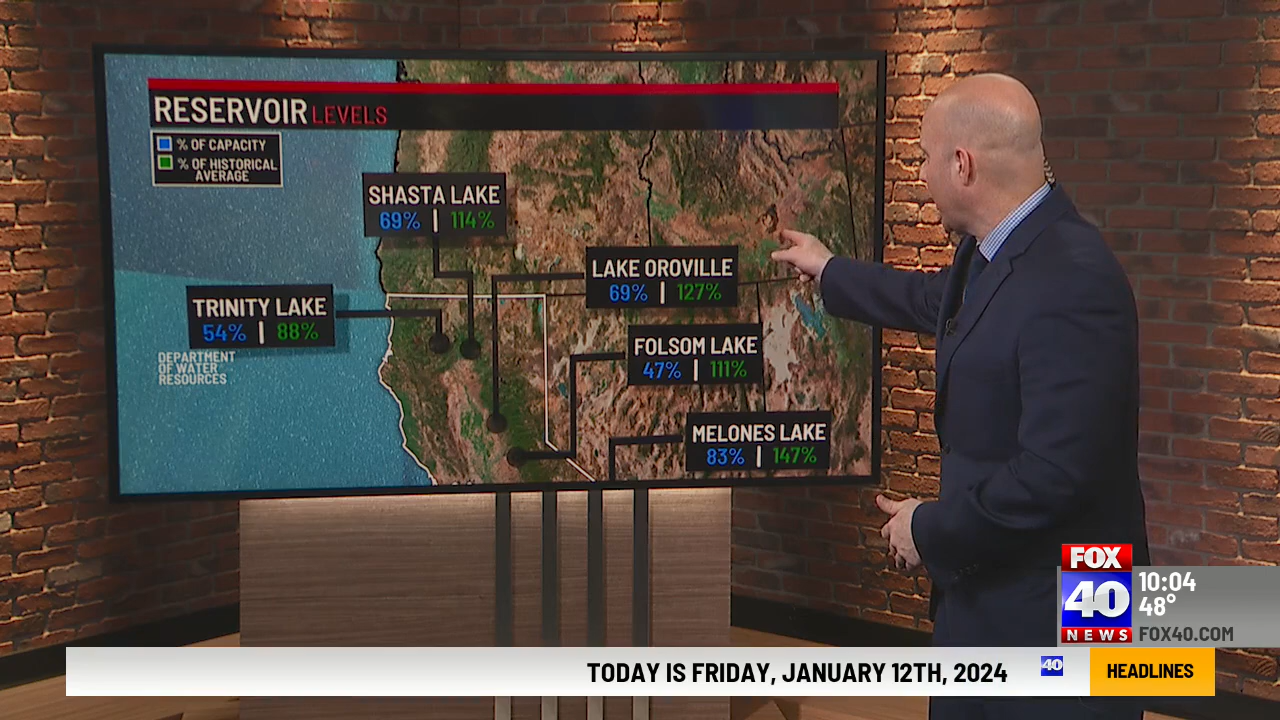 RESERVOIR LEVELS
% OF CAPACITY
% OF HISTORICAL
AVERAGE
SHASTA LAKE
69% | 114%
LAKE OROVILLE
69% | 127%
TRINITY LAKE
54% | 88%
FOLSOM LAKE
47% | 111%
DEPARTMENT
OF WATER
RESOURCES
MELONES LAKE
83% | 147%
FOX
40
NEWS
10:04
48°
FOX40.COM
TODAY IS FRIDAY, JANUARY 12TH, 2024
40
HEADLINES